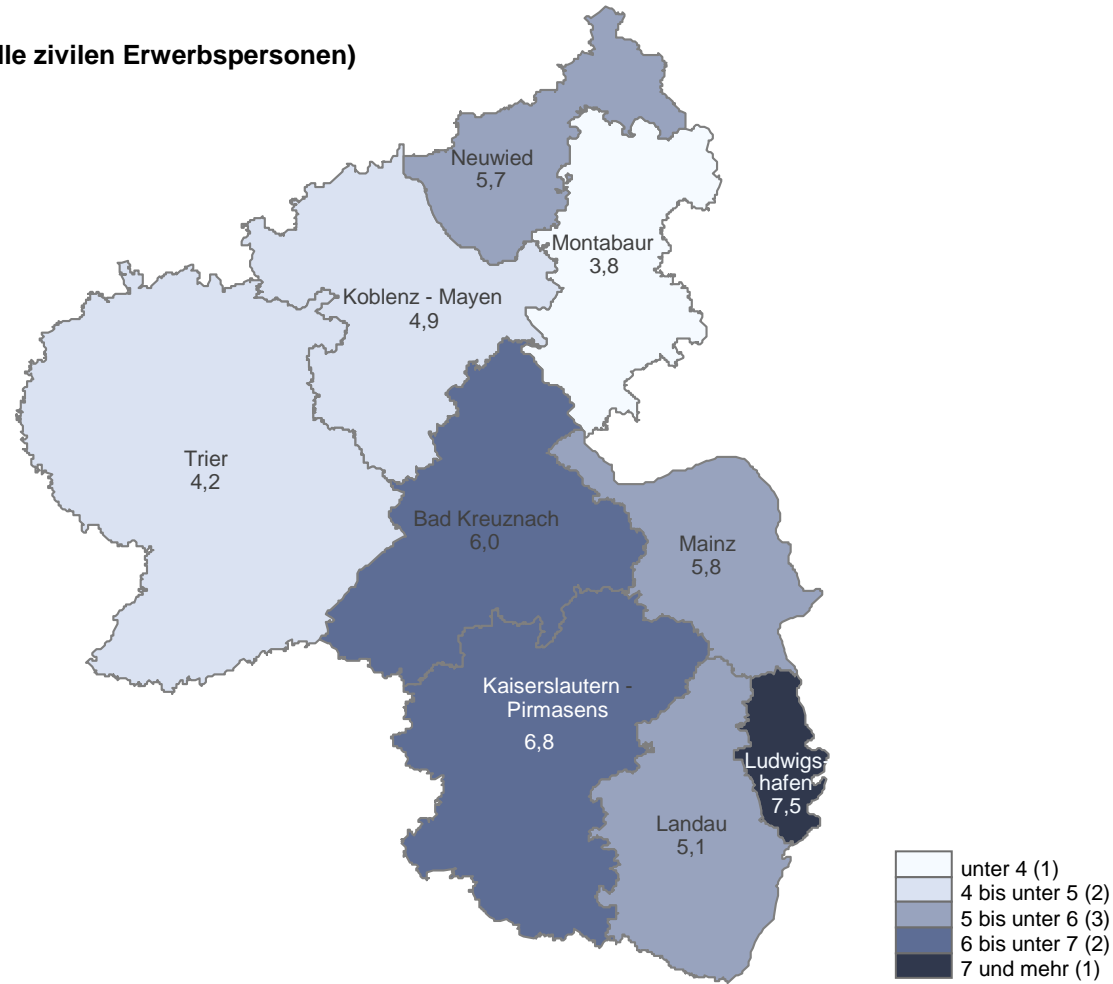 lle zivilen Erwerbspersonen)
Neuwied
5,7
Montabaur
3,8
Koblenz - Mayen
4,9
Trier
4,2
Bad Kreuznach
6,0
Mainz
5,8
Kaiserslautern -
Pirmasens
6,8
Ludwigs-
hafen
7,5
Landau
5,1
unter 4 (1)
4 bis unter 5 (2)
5 bis unter 6 (3)
6 bis unter 7 (2)
7 und mehr (1)